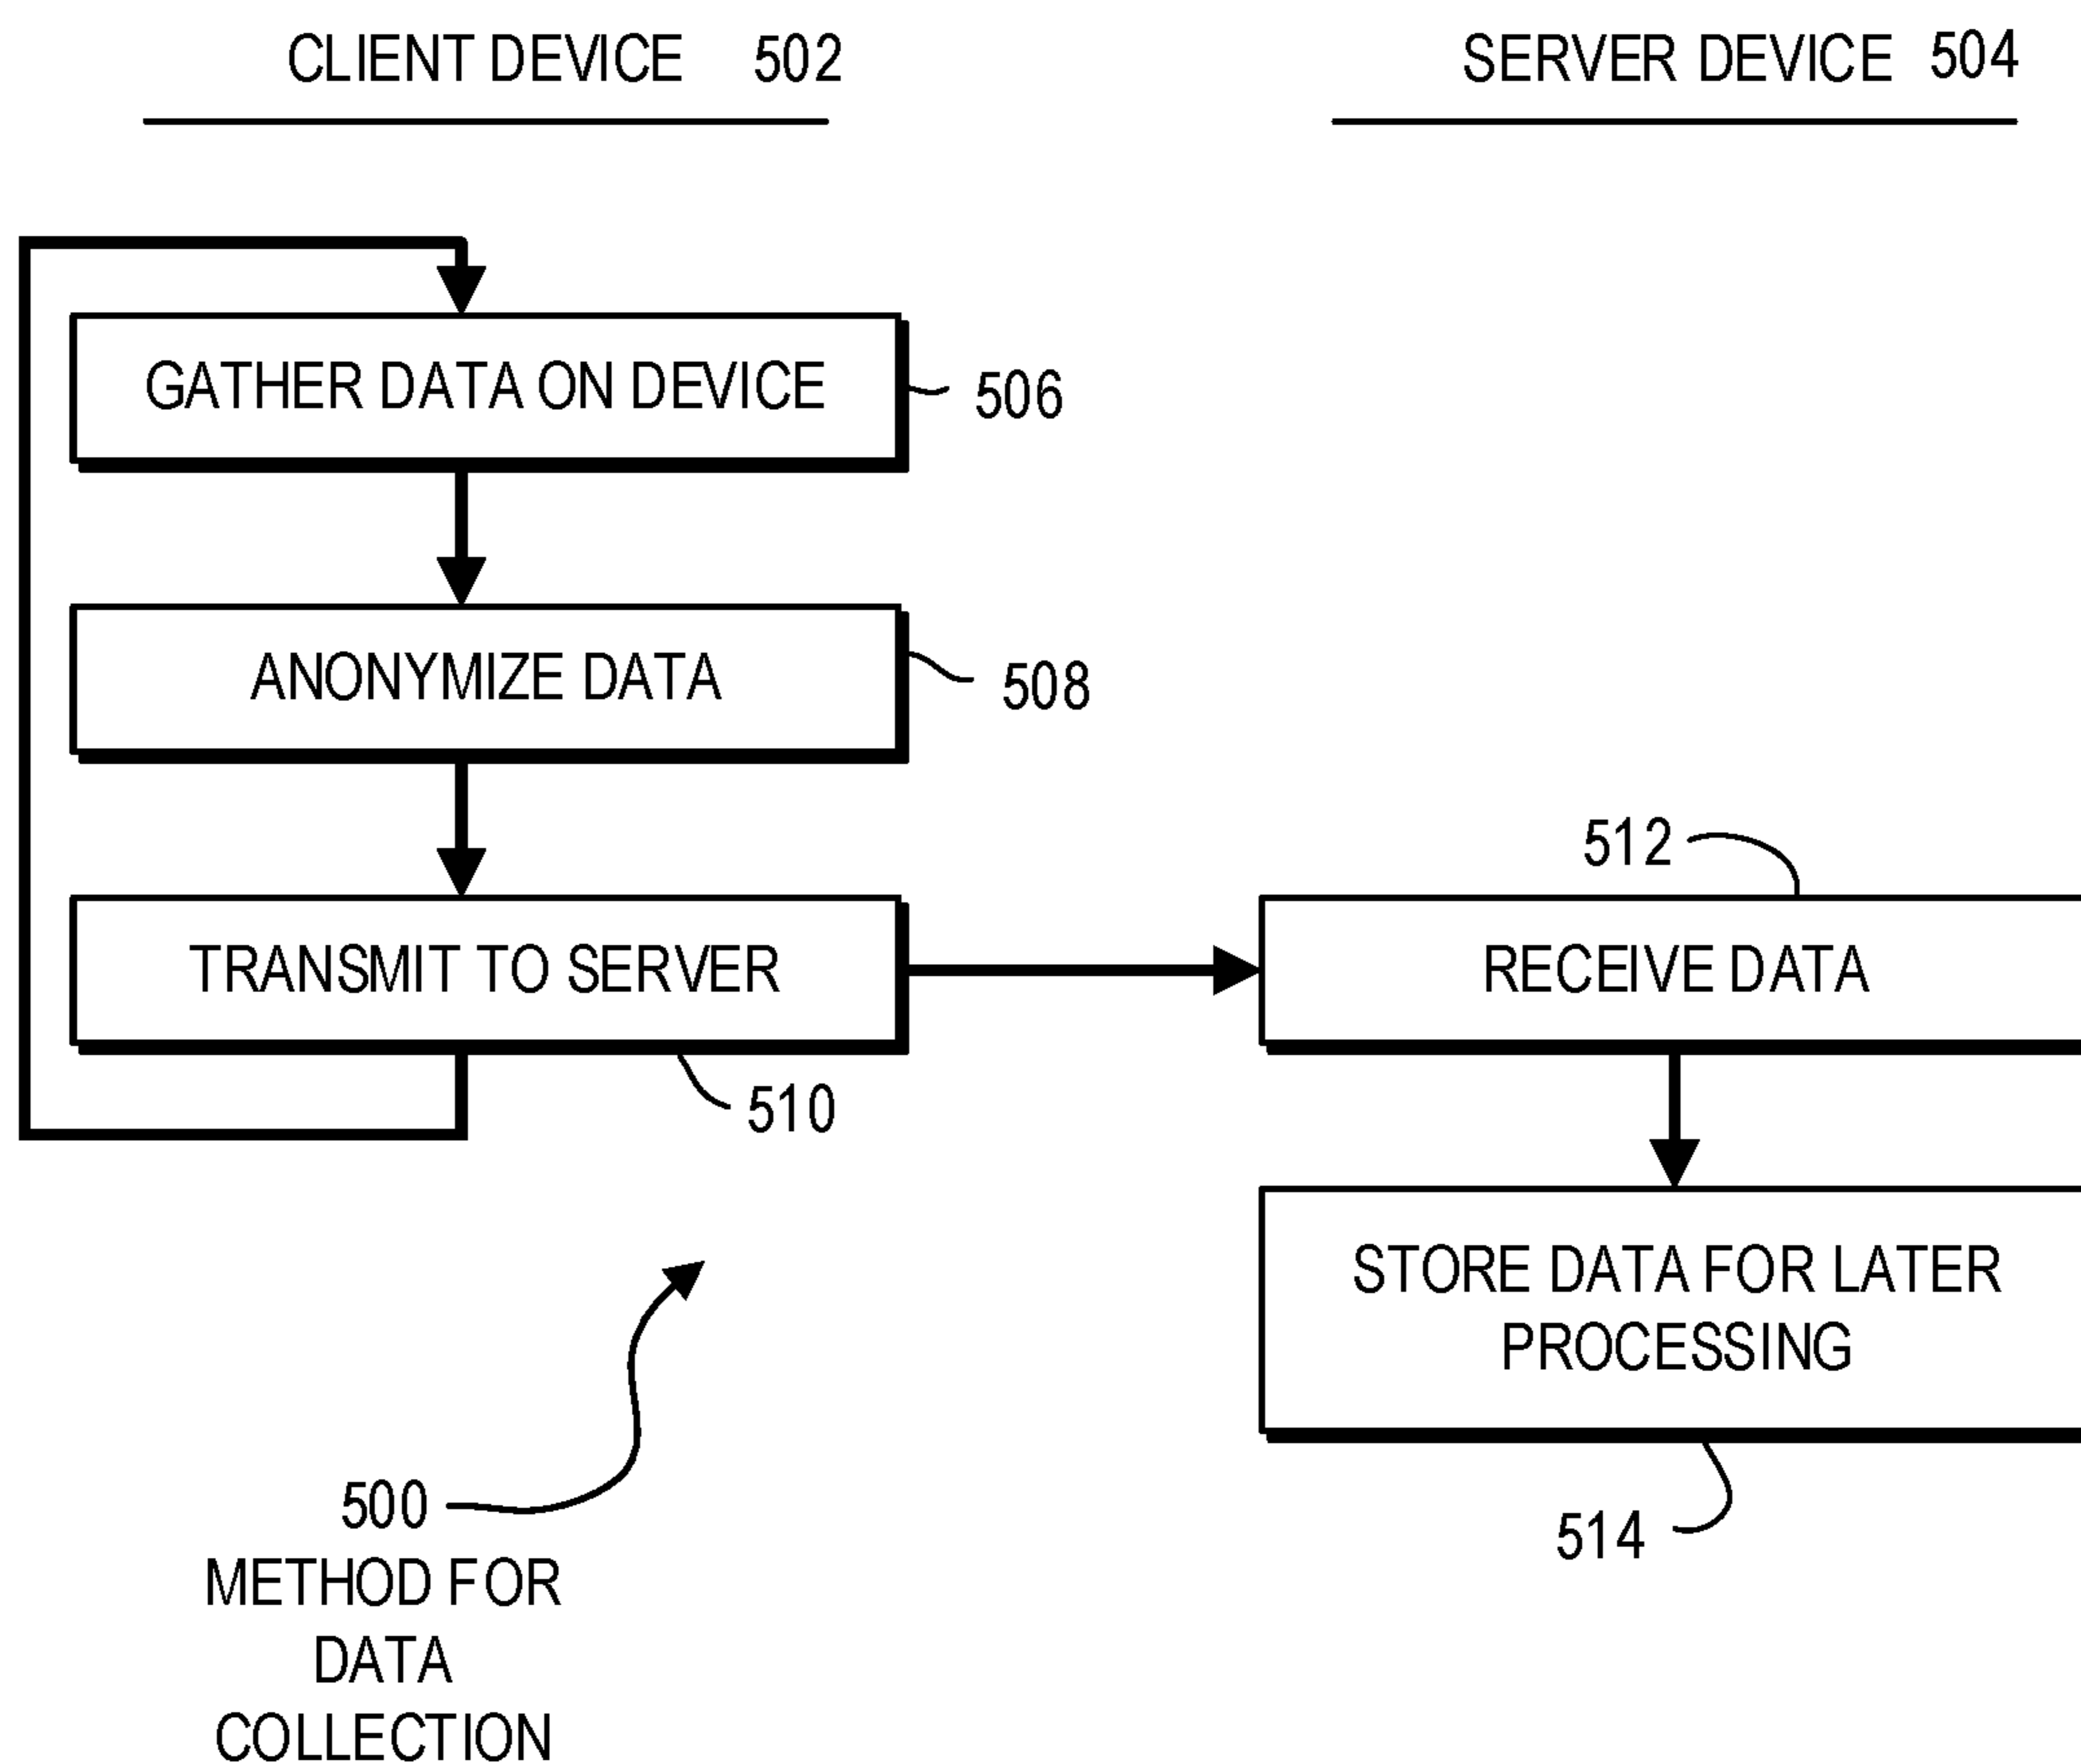 CLIENT DEVICE 502
SERVER DEVICE 504
GATHER DATA ON DEVICE
506
ANONYMIZE DATA
508
TRANSMIT TO SERVER
510
512
RECEIVE DATA
STORE DATA FOR LATER
PROCESSING
514
500
METHOD FOR
DATA
COLLECTION